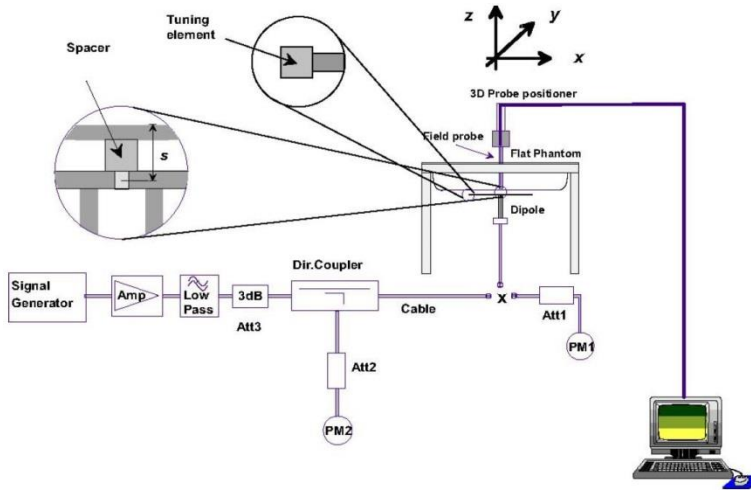 Tuning
element
Spacer
s
z
y
x
3D Probe positioner
Field probe
Flat Phantom
Dipole
Signal
Generator
Amp
Low
Pass
3dB
Att3
Dir.Coupler
Cable
x
Att1
PM1
Att2
PM2